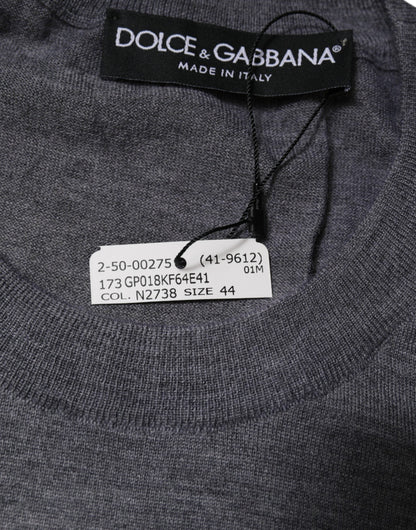 DOLCE & GABBANA®
MADE IN ITALY
2-50-00275 (41-9612)
01M
173 GP018KF64E41
COL. N2738 SIZE 44